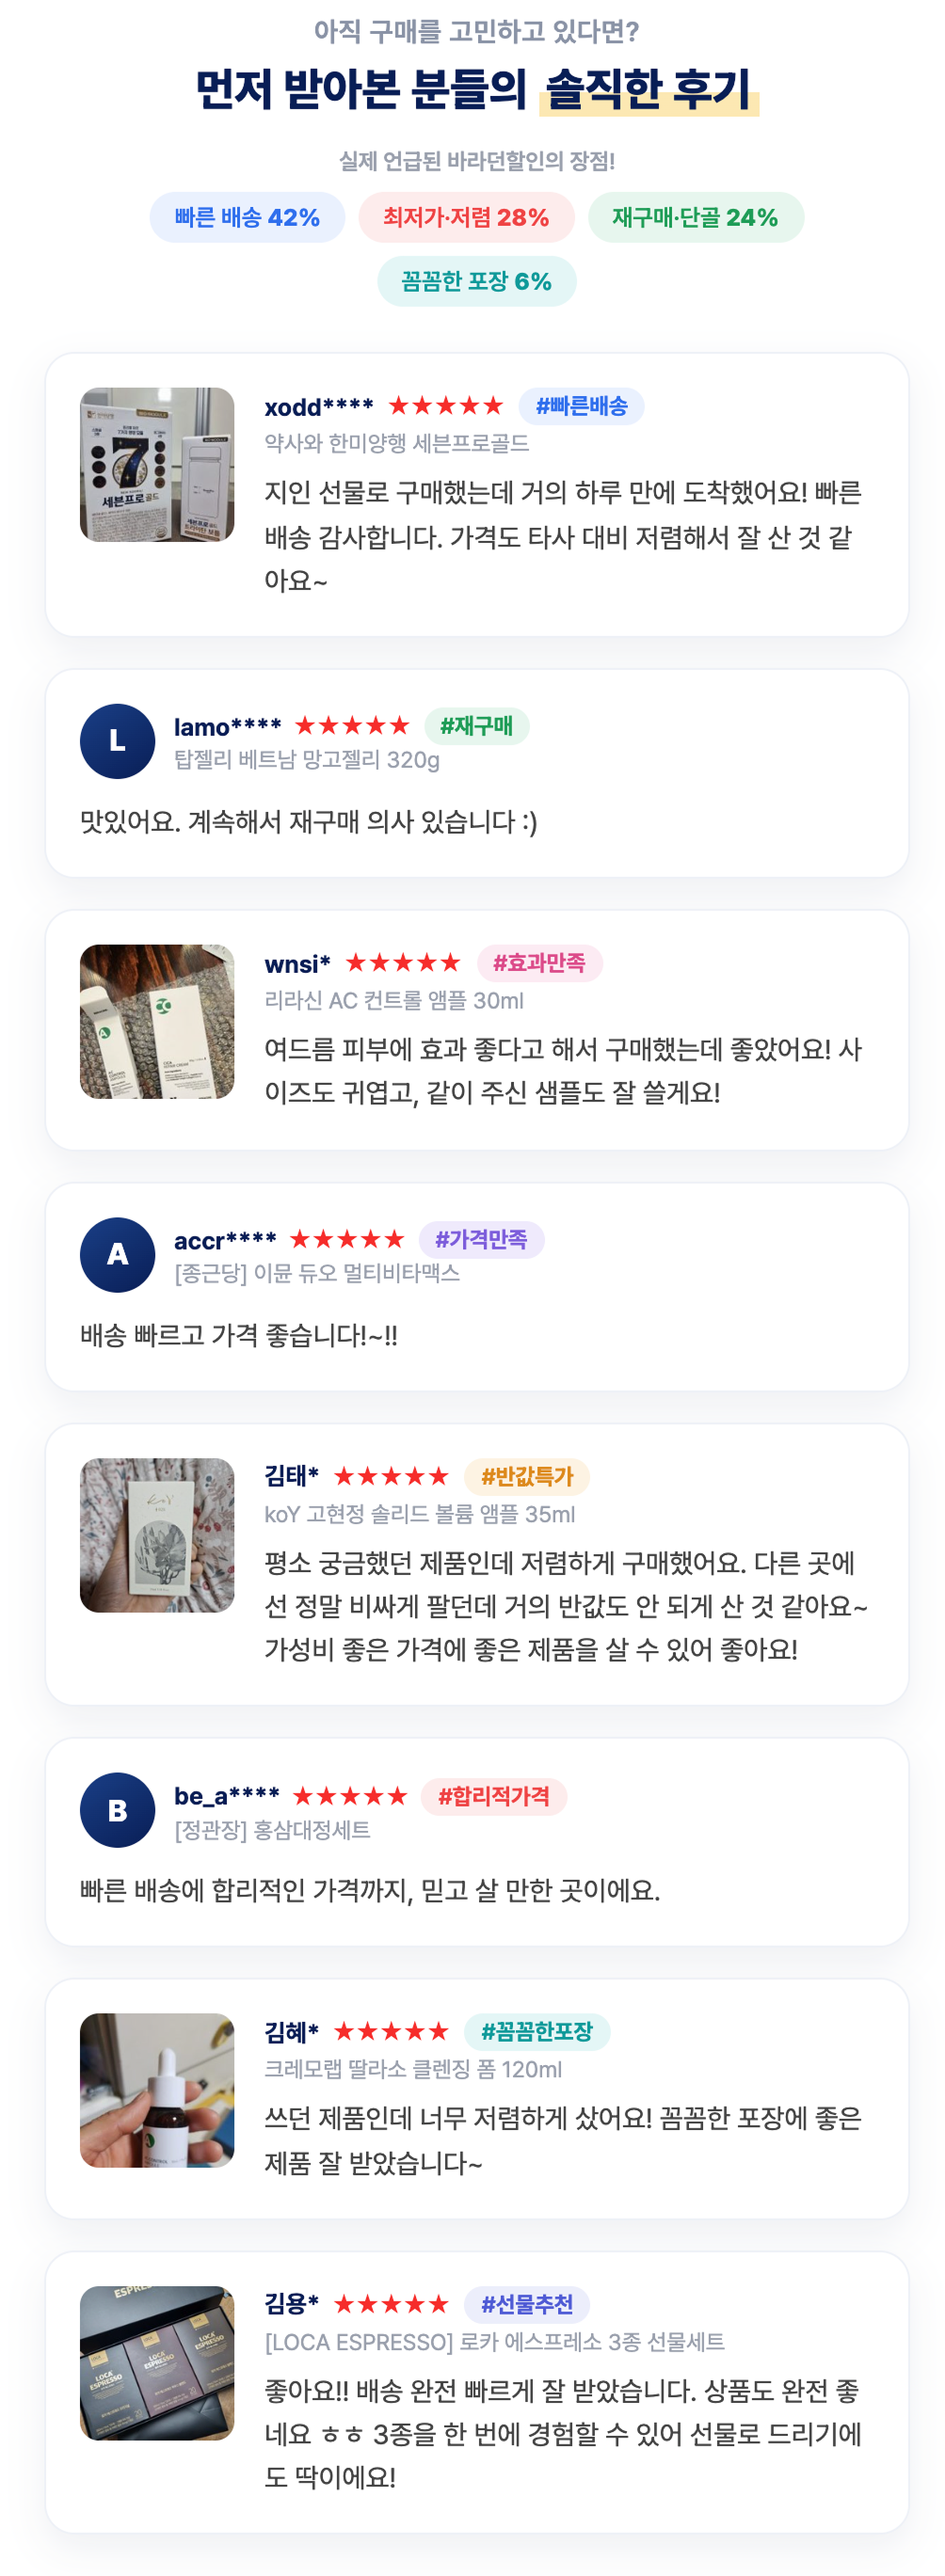 아직 구매를 고민하고 있다면?
먼저 받아본 분들의 솔직한 후기
실제 언급된 바라던할인의 장점!
빠른 배송 42% 최저가·저렴 28% 재구매·단골 24%
꼼꼼한 포장 6%
세븐프로골드
xodd**** ★★★★★ #빠른배송
약사와 한미양행 세븐프로골드
지인 선물로 구매했는데 거의 하루 만에 도착했어요! 빠른
배송 감사합니다. 가격도 타사 대비 저렴해서 잘 산 것 같
아요~
L
lamo**** ★★★★★ #재구매
탑젤리 베트남 망고젤리 320g
맛있어요. 계속해서 재구매 의사 있습니다 :)
wnsi* ★★★★★ #효과만족
리라신 AC 컨트롤 앰플 30ml
여드름 피부에 효과 좋다고 해서 구매했는데 좋았어요! 사
이즈도 귀엽고, 같이 주신 샘플도 잘 쓸게요!
A
accr**** ★★★★★ #가격만족
[종근당] 이뮨 듀오 멀티비타맥스
배송 빠르고 가격 좋습니다!~!!
koY
김태* ★★★★★ #반값특가
koY 고현정 솔리드 볼륨 앰플 35ml
평소 궁금했던 제품인데 저렴하게 구매했어요. 다른 곳에
선 정말 비싸게 팔던데 거의 반값도 안 되게 산 것 같아요~
가성비 좋은 가격에 좋은 제품을 살 수 있어 좋아요!
B
be_a**** ★★★★★ #합리적가격
[정관장] 홍삼대정세트
빠른 배송에 합리적인 가격까지, 믿고 살 만한 곳이에요.
김혜* ★★★★★ #꼼꼼한포장
크레모랩 딸라소 클렌징 폼 120ml
쓰던 제품인데 너무 저렴하게 샀어요! 꼼꼼한 포장에 좋은
제품 잘 받았습니다~
LOCA ESPRESSO
LOCA ESPRESSO
김용* ★★★★★ #선물추천
[LOCA ESPRESSO] 로카 에스프레소 3종 선물세트
좋아요!! 배송 완전 빠르게 잘 받았습니다. 상품도 완전 좋
네요 ㅎㅎ 3종을 한 번에 경험할 수 있어 선물로 드리기에
도 딱이에요!